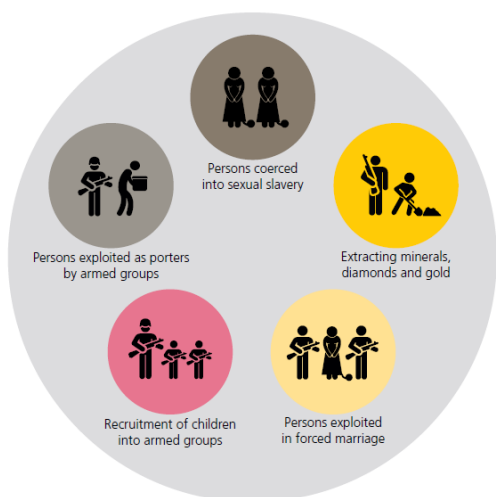 Persons coerced
into sexual slavery
Persons exploited as porters
by armed groups
Extracting minerals,
diamonds and gold
Recruitment of children
into armed groups
Persons exploited
in forced marriage